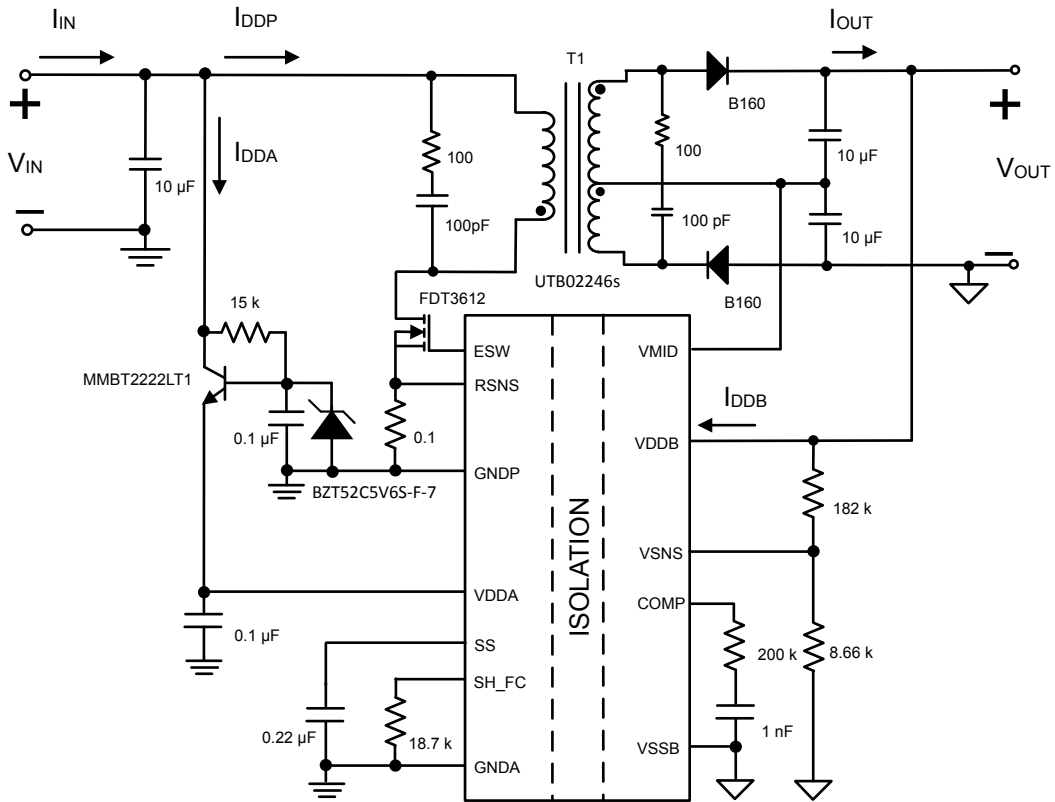 IIN
IDDP
IOUT
T1
+
VIN
−
10 µF
IDDA
100
100pF
B160
100
100 pF
10 µF
10 µF
B160
+
VOUT
−
UTB02246s
FDT3612
15 k
MMBT2222LT1
0.1 µF
BZT52C5V6S-F-7
0.1
ESW
RSNS
GNDP
VDDA
SS
SH_FC
GNDA
0.1 µF
0.22 µF
18.7 k
ISOLATION
VMID
IDDB
VDDB
VSNS
COMP
VSSB
182 k
200 k
8.66 k
1 nF